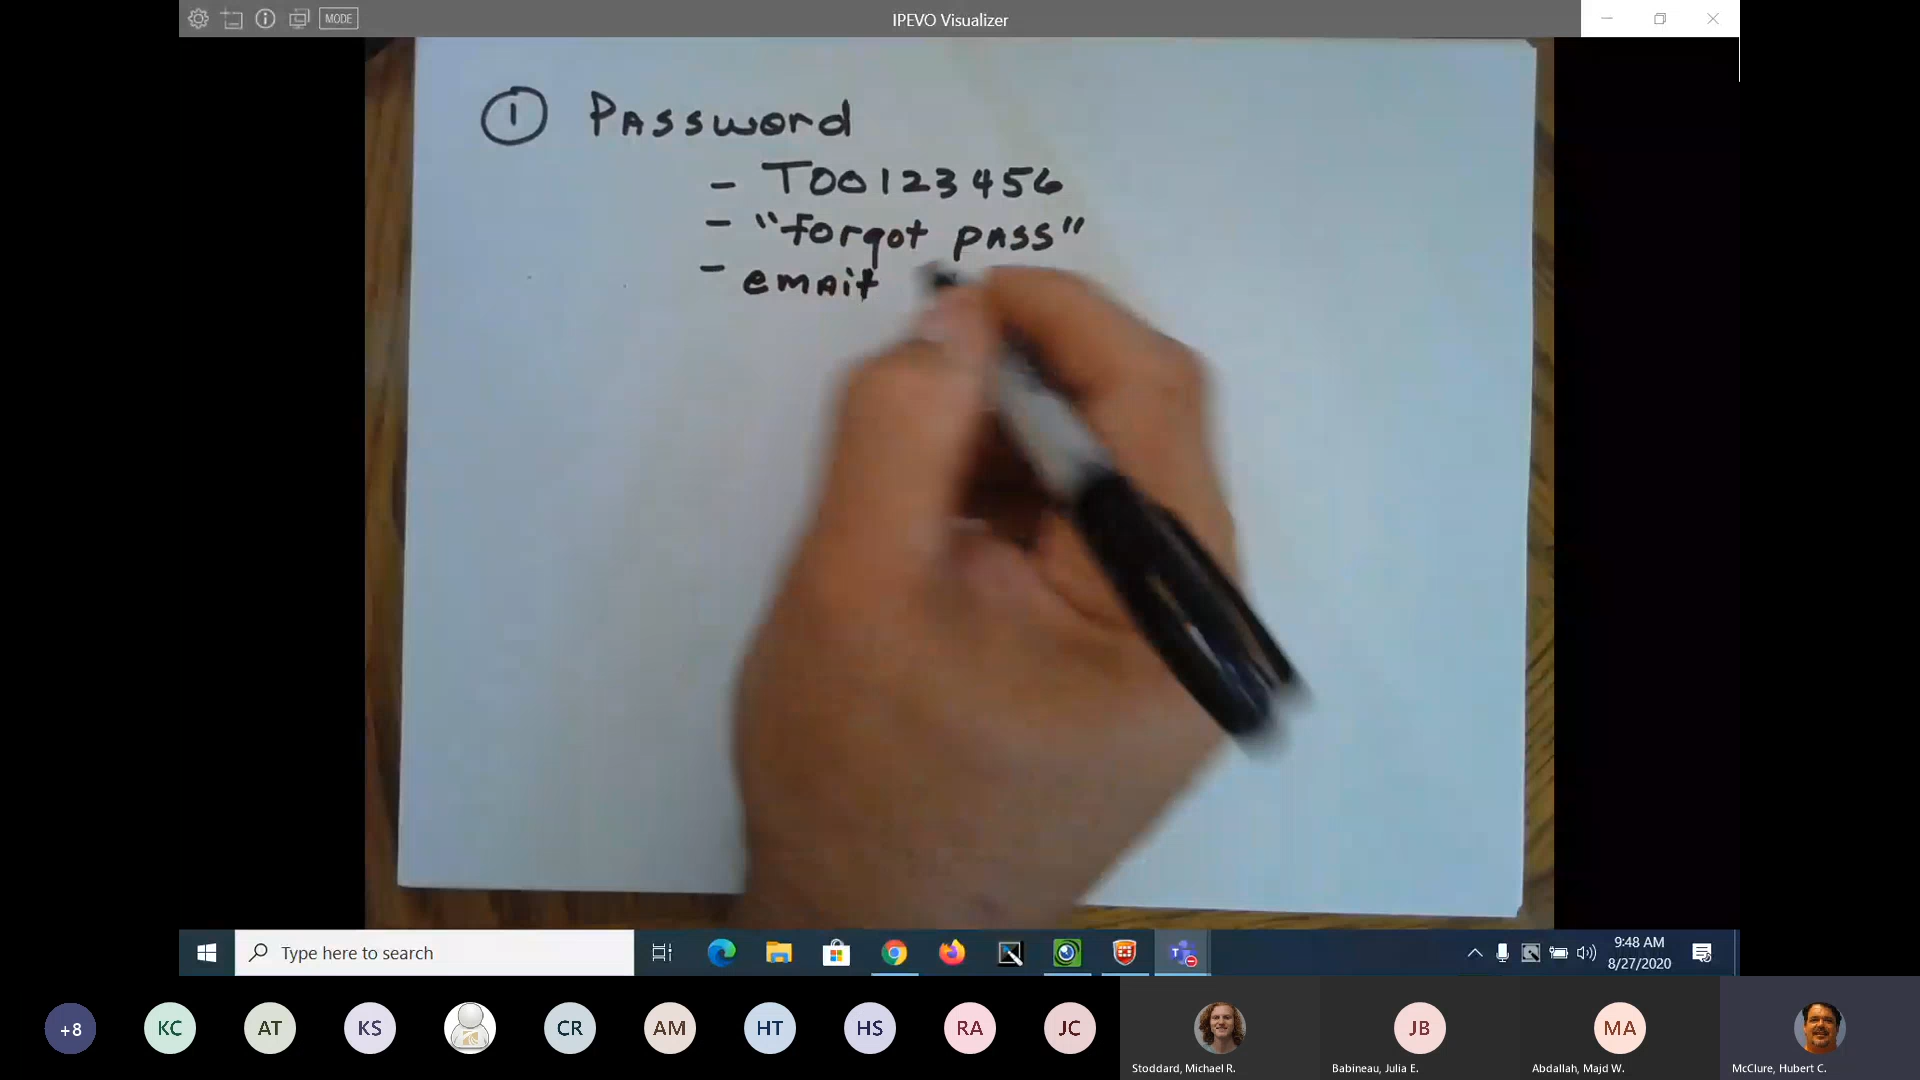 MODE
IPEVO Visualizer
① Password
- T00123456
- "forgot pass"
- email
Type here to search
9:48 AM
8/27/2020
+8
KC
AT
KS
CR
AM
HT
HS
RA
JC
JB
MA
Stoddard, Michael R.
Babineau, Julia E.
Abdallah, Majd W.
McClure, Hubert C.